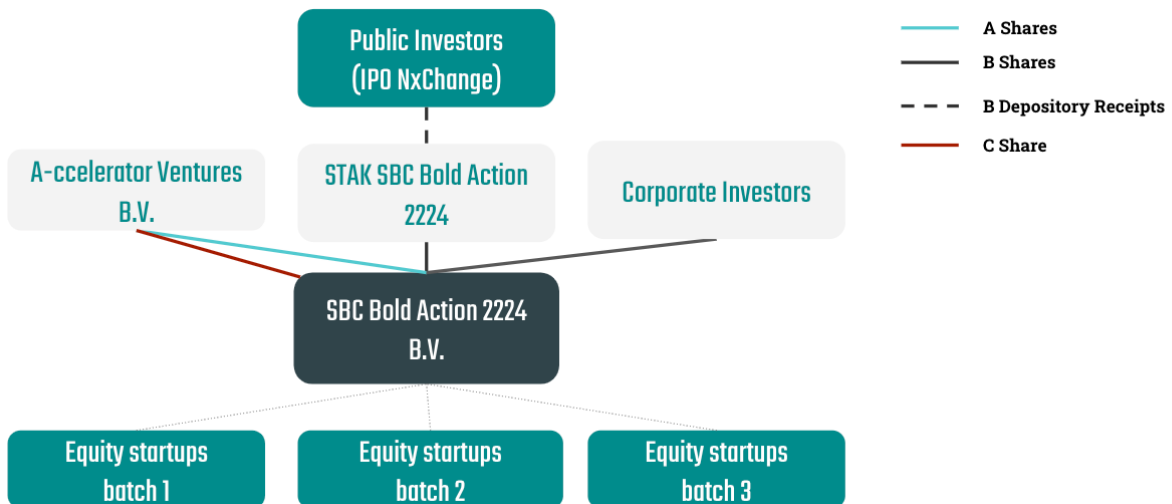 Public Investors
(IPO NxChange)
A Shares
B Shares
B Depository Receipts
C Share
A-ccelerator Ventures
B.V.
STAK SBC Bold Action
2224
Corporate Investors
SBC Bold Action 2224
B.V.
Equity startups
batch 1
Equity startups
batch 2
Equity startups
batch 3